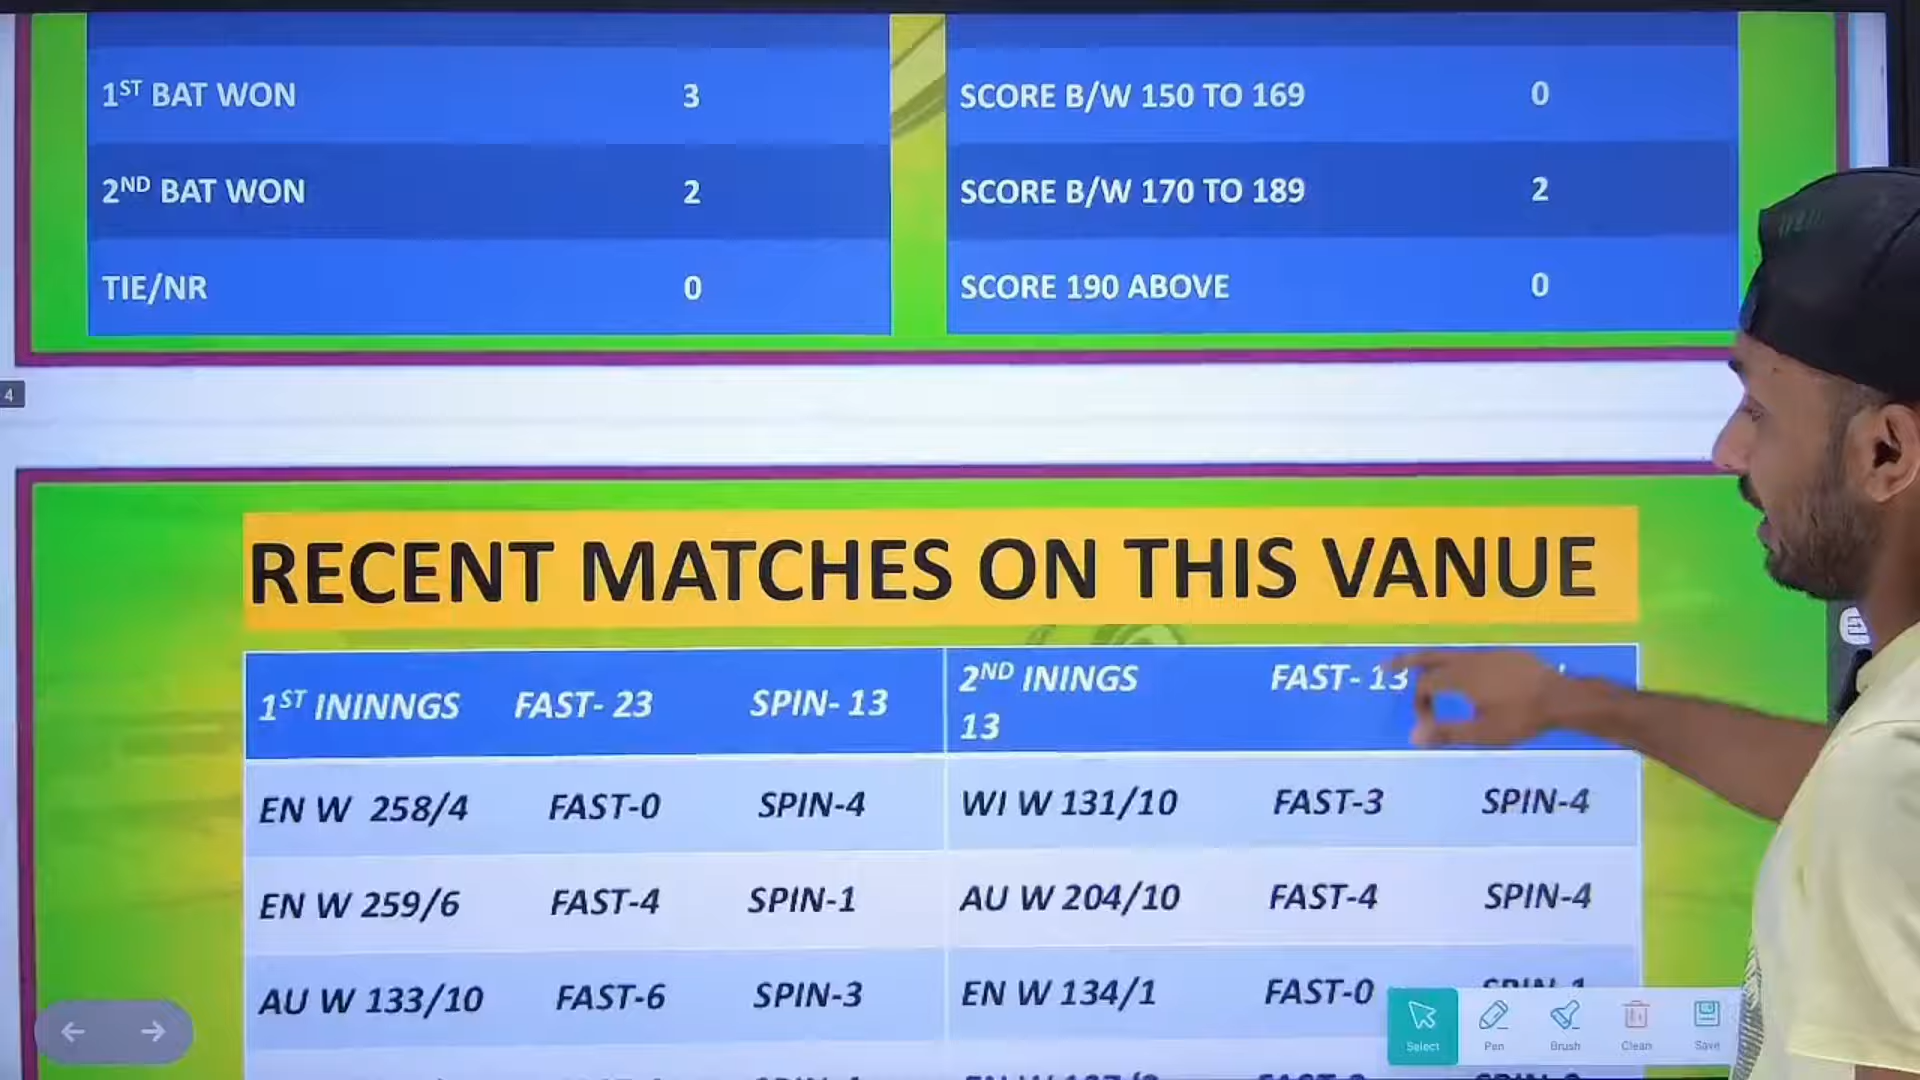 1ST BAT WON 3
2ND BAT WON 2
TIE/NR 0
SCORE B/W 150 TO 169 0
SCORE B/W 170 TO 189 2
SCORE 190 ABOVE 0
4
RECENT MATCHES ON THIS VANUE
1ST ININNGS FAST- 23 SPIN- 13
2ND ININGS FAST- 13
13
EN W 258/4 FAST-0 SPIN-4 WI W 131/10 FAST-3 SPIN-4
EN W 259/6 FAST-4 SPIN-1 AU W 204/10 FAST-4 SPIN-4
AU W 133/10 FAST-6 SPIN-3 EN W 134/1 FAST-0 SPIN-1
Select Pen Brush Clean Save